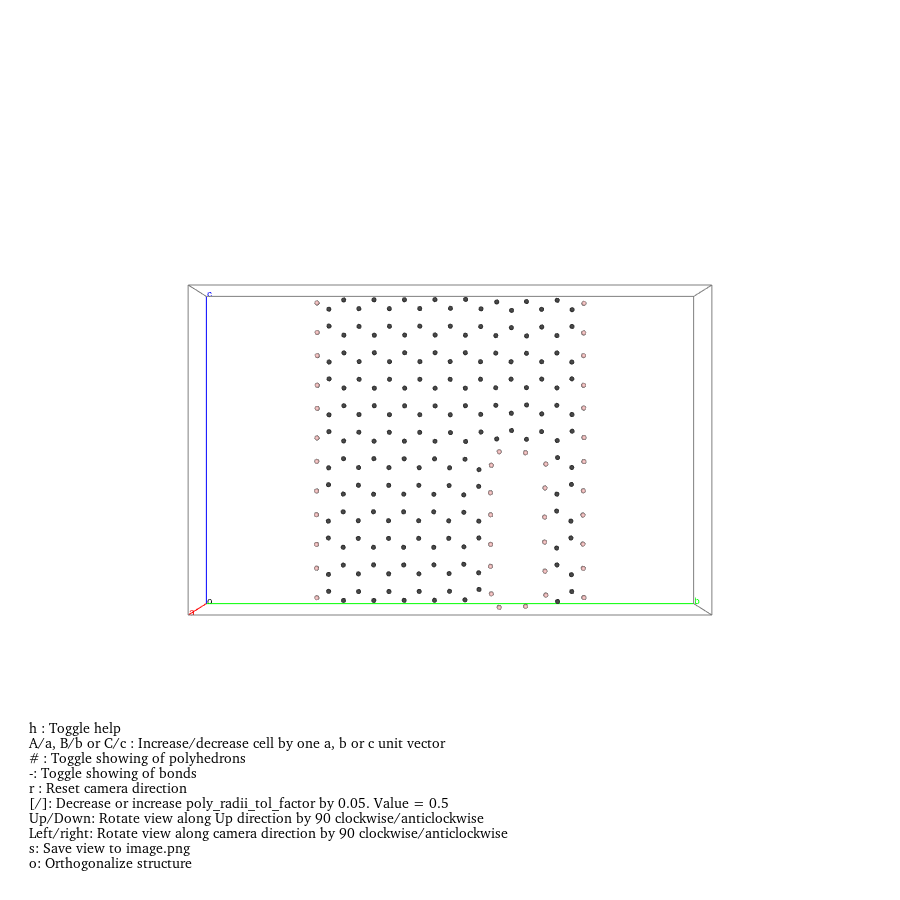 c
o
a
b
h : Toggle help
A/a, B/b or C/c : Increase/decrease cell by one a, b or c unit vector
# : Toggle showing of polyhedrons
-: Toggle showing of bonds
r : Reset camera direction
[/]: Decrease or increase poly_radii_tol_factor by 0.05. Value = 0.5
Up/Down: Rotate view along Up direction by 90 clockwise/anticlockwise
Left/right: Rotate view along camera direction by 90 clockwise/anticlockwise
s: Save view to image.png
o: Orthogonalize structure